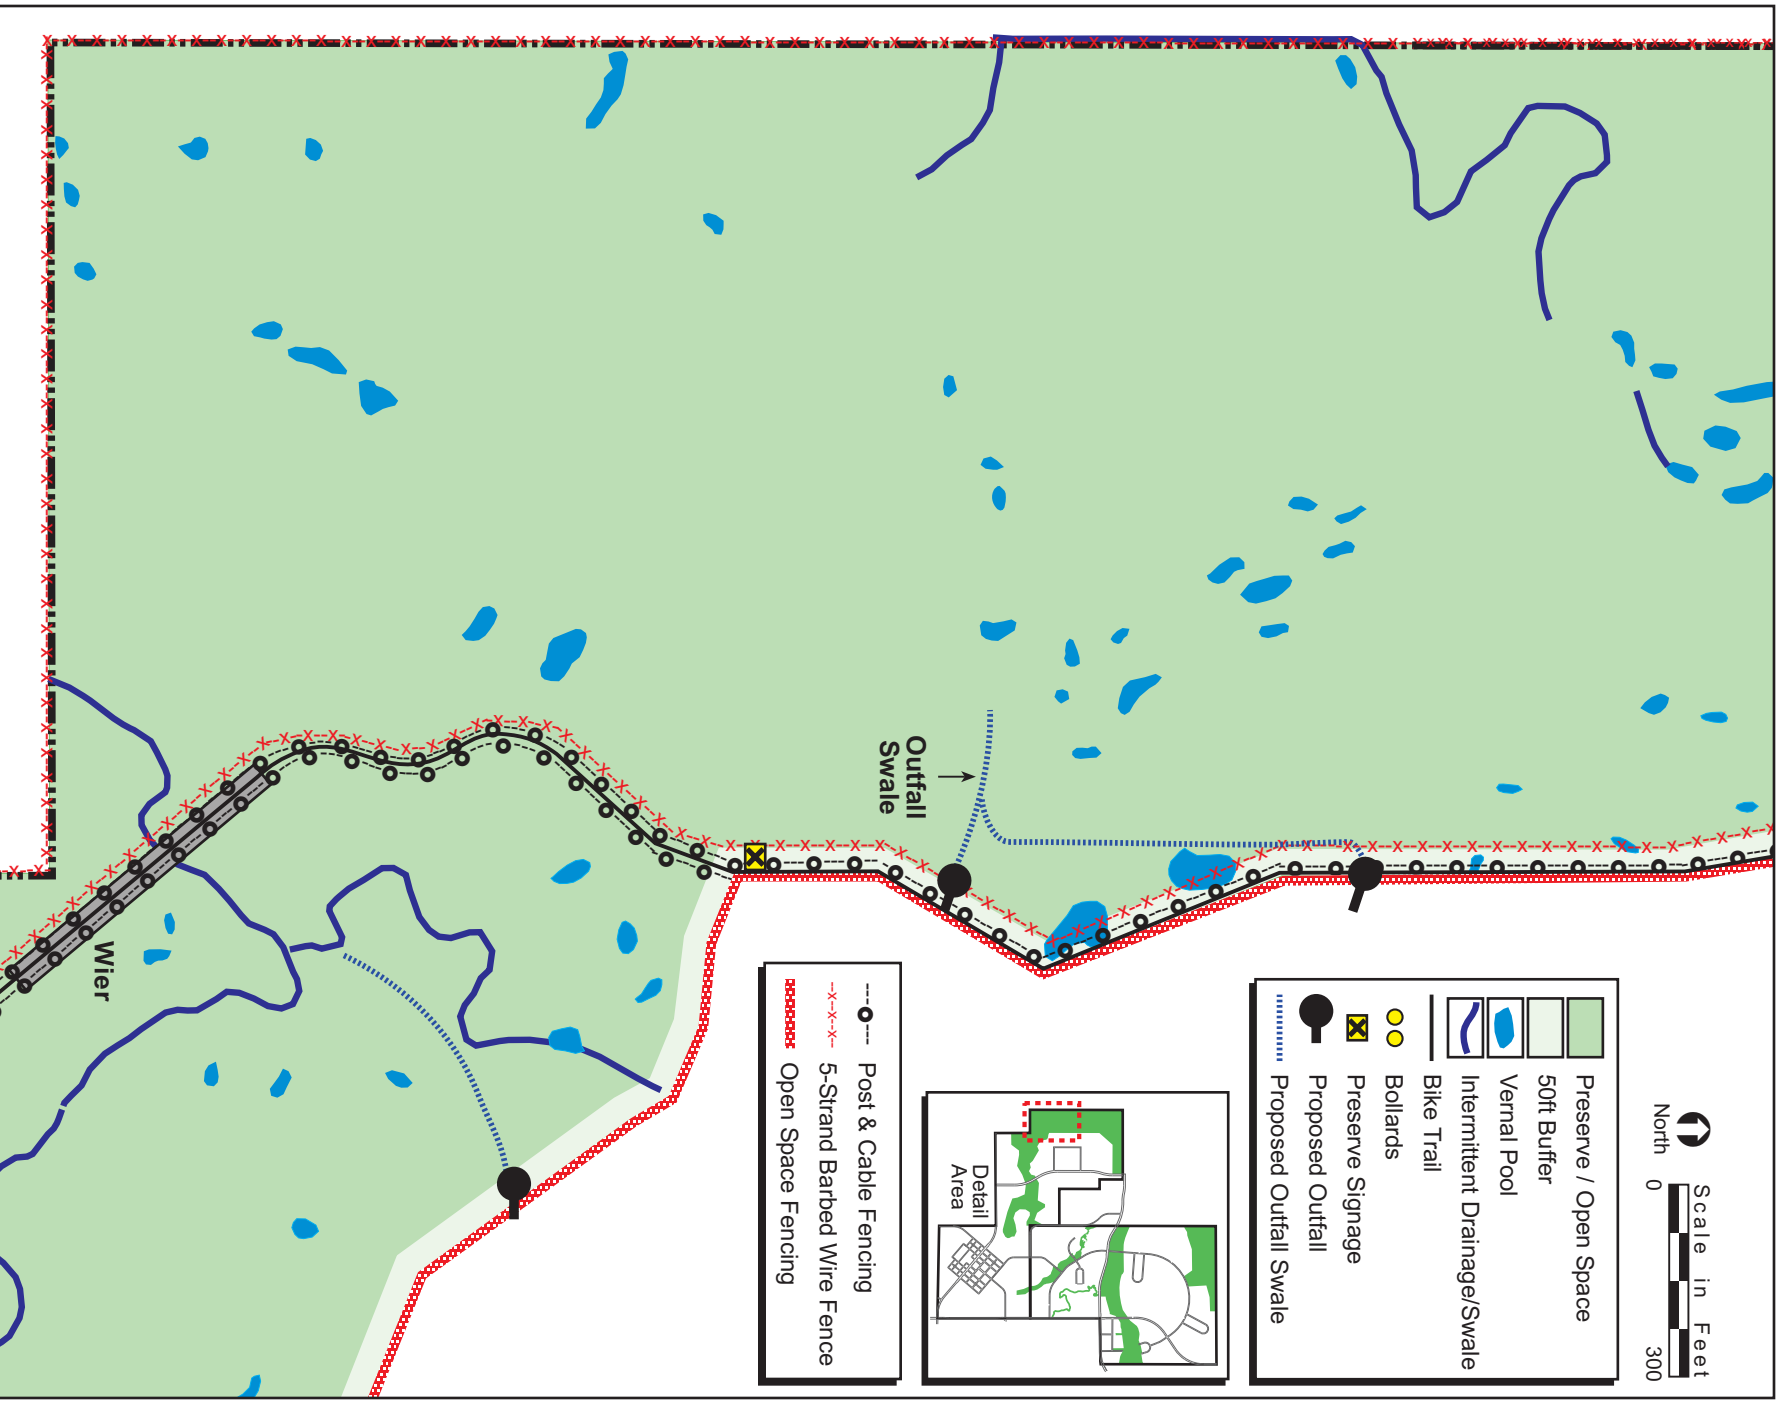 North
Scale in Feet
0 300
Preserve / Open Space
50ft Buffer
Vernal Pool
Intermittent Drainage/Swale
Bike Trail
Bollards
Preserve Signage
Proposed Outfall
Proposed Outfall Swale
Detail
Area
Post & Cable Fencing
5-Strand Barbed Wire Fence
Open Space Fencing
Outfall
Swale
Wier